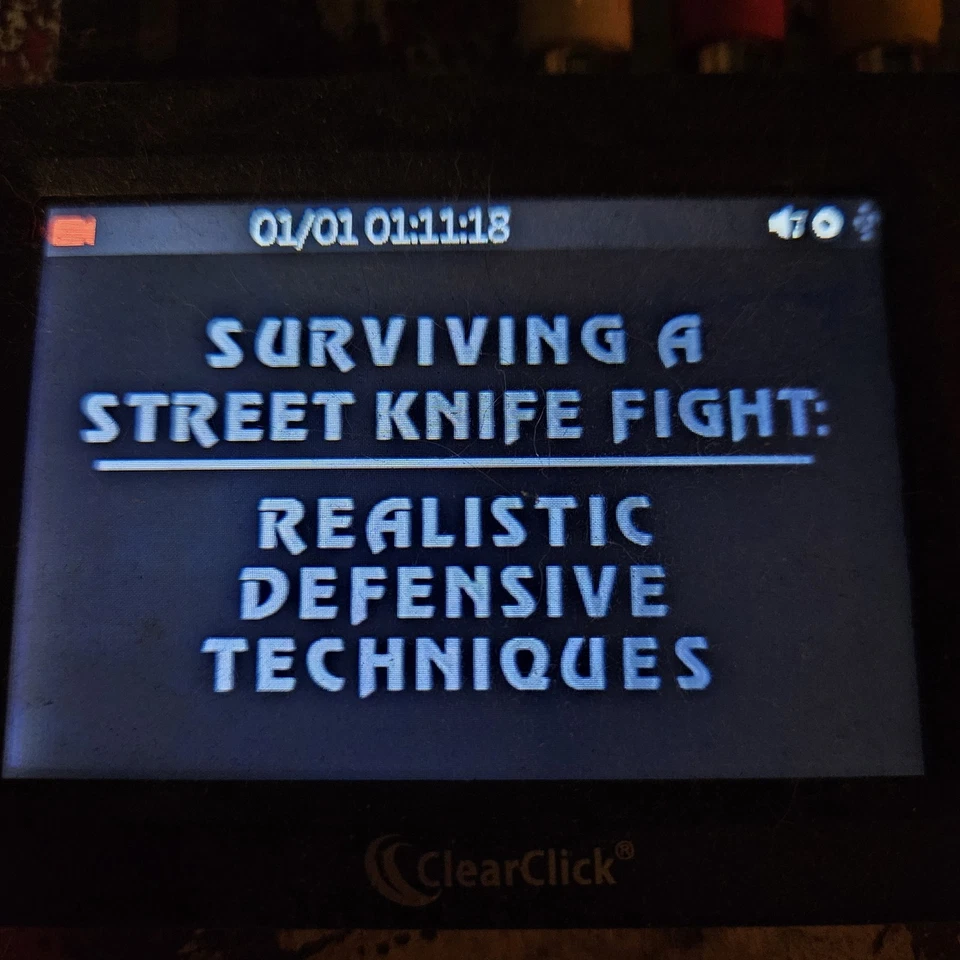 01/01 01:11:18
SURVIVING A
STREET KNIFE FIGHT:
REALISTIC
DEFENSIVE
TECHNIQUES
ClearClick®